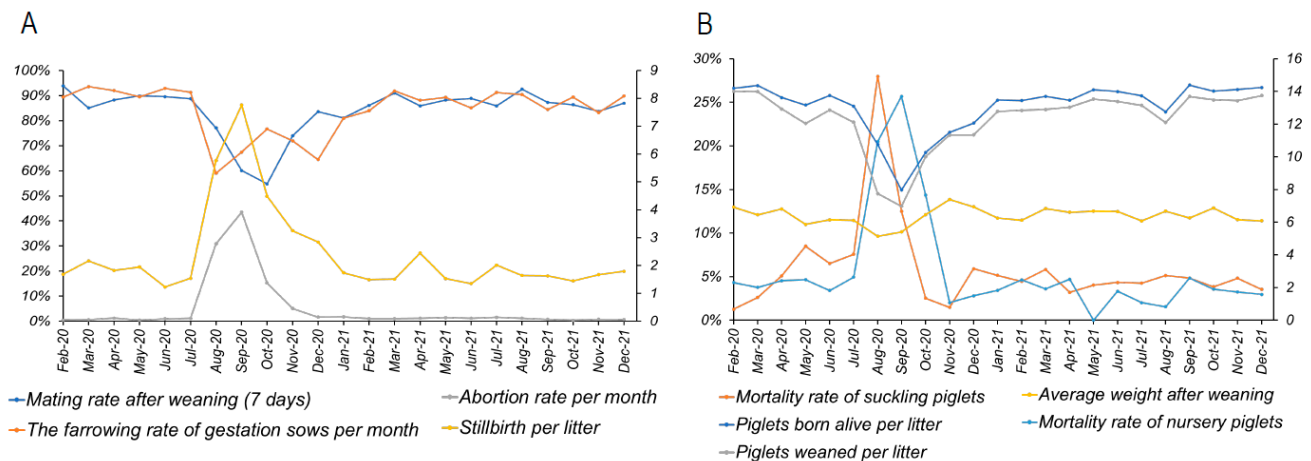 A
100%
90%
80%
70%
60%
50%
40%
30%
20%
10%
0%
9
8
7
6
5
4
3
2
1
0
Feb-20
Mar-20
Apr-20
May-20
Jun-20
Jul-20
Aug-20
Sep-20
Oct-20
Nov-20
Dec-20
Jan-21
Feb-21
Mar-21
Apr-21
May-21
Jun-21
Jul-21
Aug-21
Sep-21
Oct-21
Nov-21
Dec-21
Mating rate after weaning (7 days)
Abortion rate per month
The farrowing rate of gestation sows per month
Stillbirth per litter
B
30%
25%
20%
15%
10%
5%
0%
16
14
12
10
8
6
4
2
0
Feb-20
Mar-20
Apr-20
May-20
Jun-20
Jul-20
Aug-20
Sep-20
Oct-20
Nov-20
Dec-20
Jan-21
Feb-21
Mar-21
Apr-21
May-21
Jun-21
Jul-21
Aug-21
Sep-21
Oct-21
Nov-21
Dec-21
Mortality rate of suckling piglets
Average weight after weaning
Piglets born alive per litter
Mortality rate of nursery piglets
Piglets weaned per litter